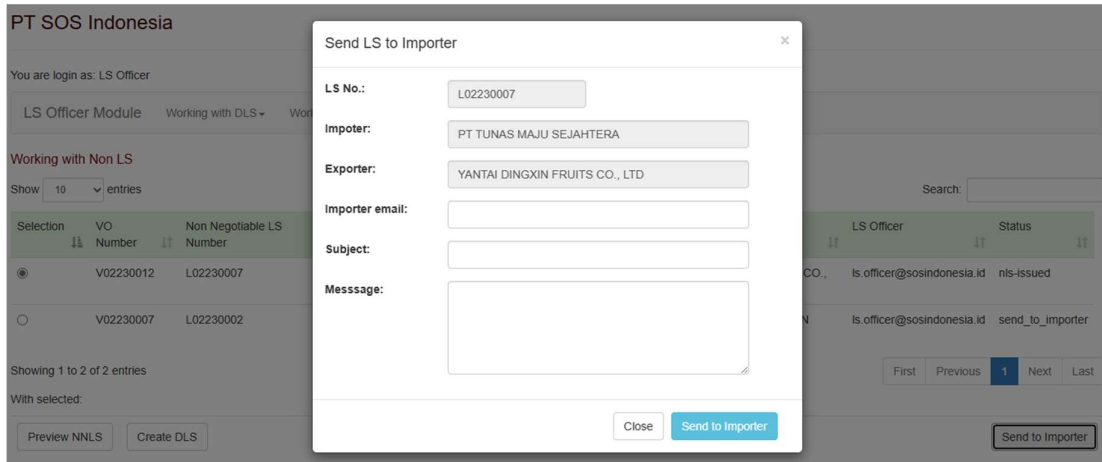 PT SOS Indonesia
You are login as: LS Officer
LS Officer Module Working with DLS
Working with Non LS
Show 10 entries
Search:
Selection VO Number Non Negotiable LS Number LS Officer Status
V02230012 L02230007 CO., ls.officer@sosindonesia.id nls-issued
V02230007 L02230002 N ls.officer@sosindonesia.id send_to_importer
Showing 1 to 2 of 2 entries
First Previous 1 Next Last
With selected:
Preview NNLS Create DLS Send to Importer
Send LS to Importer ×
LS No.: L02230007
Impoter: PT TUNAS MAJU SEJAHTERA
Exporter: YANTAI DINGXIN FRUITS CO., LTD
Importer email:
Subject:
Messsage:
Close Send to Importer